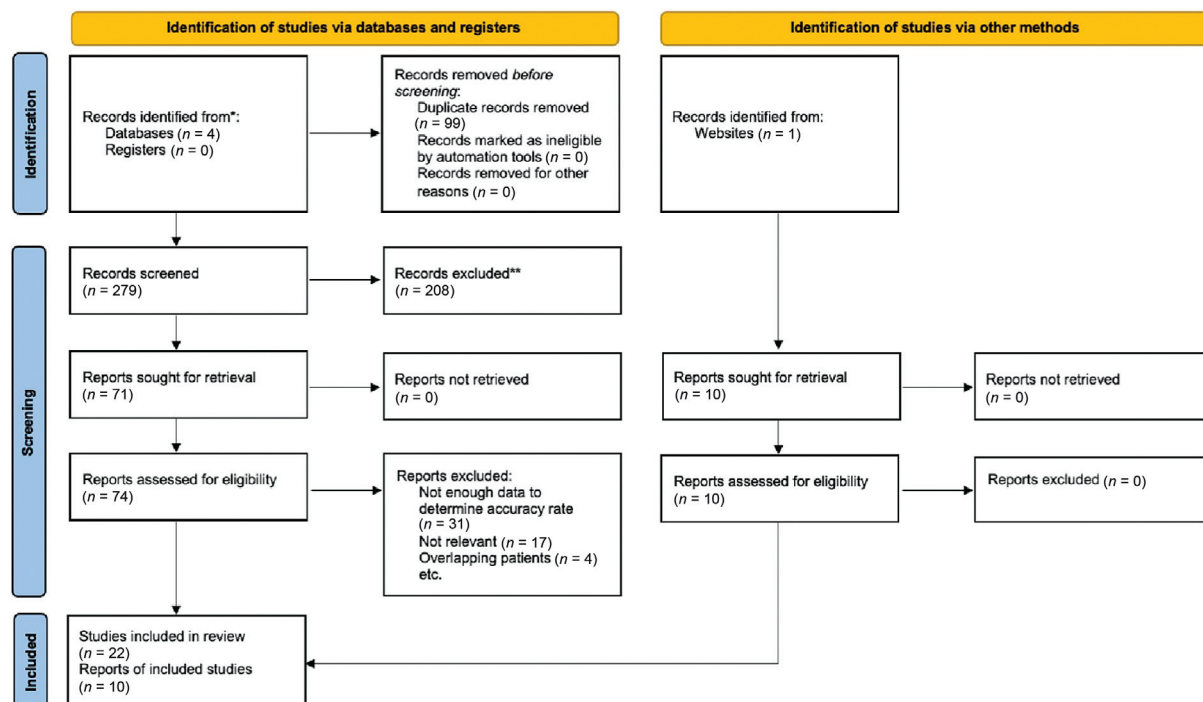 Identification of studies via databases and registers
Identification of studies via other methods
Identification
Records identified from*:
Databases (n = 4)
Registers (n = 0)
Records removed before
screening:
Duplicate records removed
(n = 99)
Records marked as ineligible
by automation tools (n = 0)
Records removed for other
reasons (n = 0)
Records identified from:
Websites (n = 1)
Screening
Records screened
(n = 279)
Records excluded**
(n = 208)
Reports sought for retrieval
(n = 71)
Reports not retrieved
(n = 0)
Reports sought for retrieval
(n = 10)
Reports not retrieved
(n = 0)
Reports assessed for eligibility
(n = 74)
Reports excluded:
Not enough data to
determine accuracy rate
(n = 31)
Not relevant (n = 17)
Overlapping patients (n = 4)
etc.
Reports assessed for eligibility
(n = 10)
Reports excluded (n = 0)
Included
Studies included in review
(n = 22)
Reports of included studies
(n = 10)